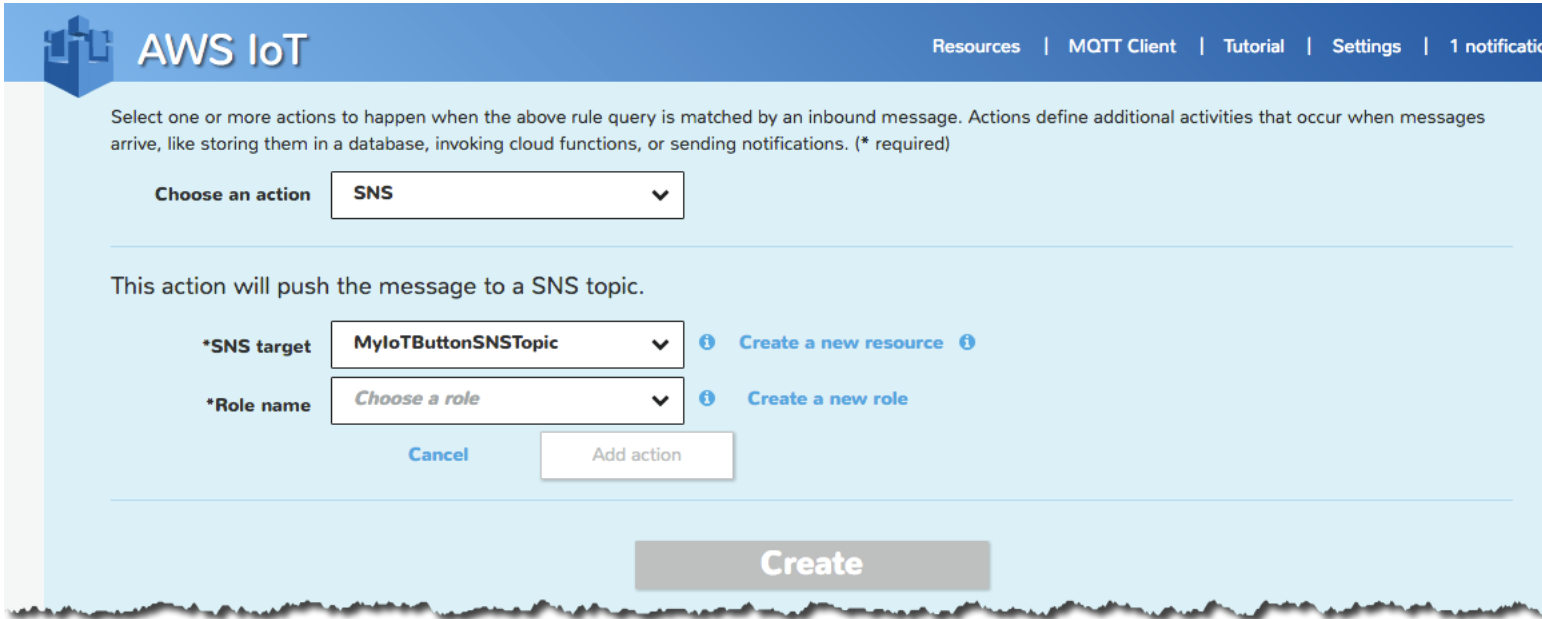 AWS IoT
Resources | MQTT Client | Tutorial | Settings | 1 notificatio
Select one or more actions to happen when the above rule query is matched by an inbound message. Actions define additional activities that occur when messages
arrive, like storing them in a database, invoking cloud functions, or sending notifications. (* required)
Choose an action SNS
This action will push the message to a SNS topic.
*SNS target MyIoTButtonSNSTopic Create a new resource
*Role name Choose a role Create a new role
Cancel Add action
Create